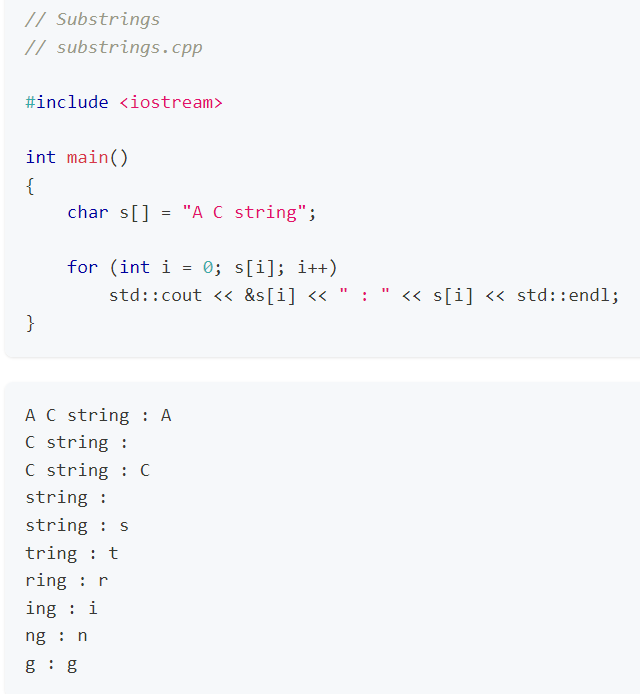 // Substrings
// substrings.cpp
#include <iostream>
int main()
{
    char s[] = "A C string";
    for (int i = 0; s[i]; i++)
        std::cout << &s[i] << " : " << s[i] << std::endl;
}
A C string : A
C string :
C string : C
string :
string : s
tring : t
ring : r
ing : i
ng : n
g : g